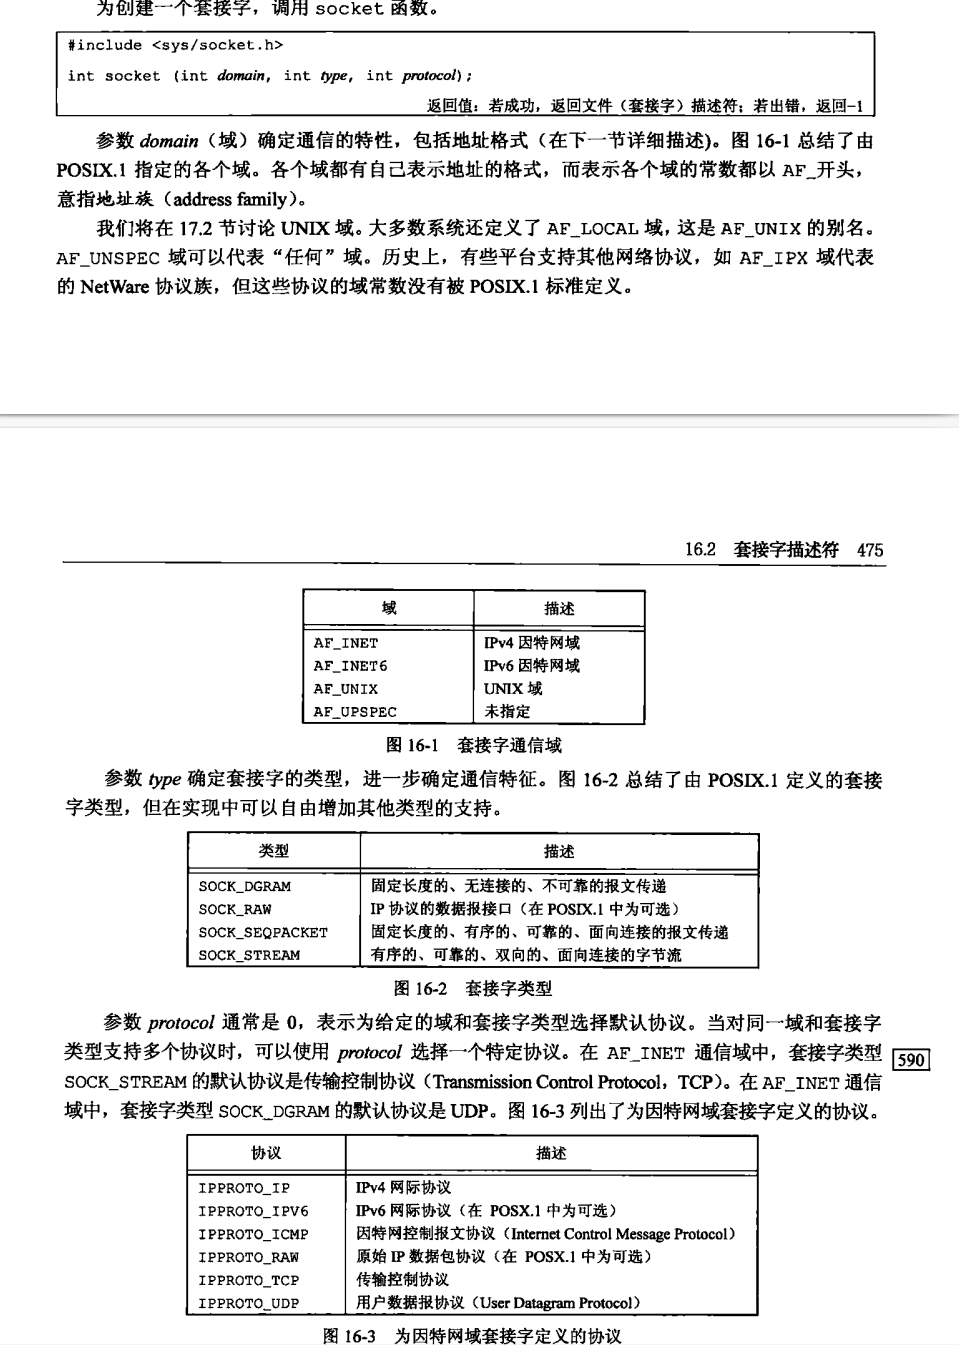 为创建一个套接字，调用 socket 函数。
#include <sys/socket.h>
int socket (int domain, int type, int protocol);
返回值：若成功，返回文件（套接字）描述符；若出错，返回-1
参数 domain（域）确定通信的特性，包括地址格式（在下一节详细描述）。图 16-1 总结了由
POSIX.1 指定的各个域。各个域都有自己表示地址的格式，而表示各个域的常数都以 AF_开头，
意指地址族（address family）。
我们将在 17.2 节讨论 UNIX 域。大多数系统还定义了 AF_LOCAL 域，这是 AF_UNIX 的别名。
AF_UNSPEC 域可以代表“任何”域。历史上，有些平台支持其他网络协议，如 AF_IPX 域代表
的 NetWare 协议族，但这些协议的域常数没有被 POSIX.1 标准定义。
16.2 套接字描述符 475
域 描述
AF_INET IPv4 因特网域
AF_INET6 IPv6 因特网域
AF_UNIX UNIX 域
AF_UPSPEC 未指定
图 16-1 套接字通信域
参数 type 确定套接字的类型，进一步确定通信特征。图 16-2 总结了由 POSIX.1 定义的套接
字类型，但在实现中可以自由增加其他类型的支持。
类型 描述
SOCK_DGRAM 固定长度的、无连接的、不可靠的报文传递
SOCK_RAW IP 协议的数据报接口（在 POSIX.1 中为可选）
SOCK_SEQPACKET 固定长度的、有序的、可靠的、面向连接的报文传递
SOCK_STREAM 有序的、可靠的、双向的、面向连接的字节流
图 16-2 套接字类型
参数 protocol 通常是 0，表示为给定的域和套接字类型选择默认协议。当对同一域和套接字
类型支持多个协议时，可以使用 protocol 选择一个特定协议。在 AF_INET 通信域中，套接字类型
590
SOCK_STREAM 的默认协议是传输控制协议（Transmission Control Protocol，TCP）。在 AF_INET 通信
域中，套接字类型 SOCK_DGRAM 的默认协议是 UDP。图 16-3 列出了为因特网域套接字定义的协议。
协议 描述
IPPROTO_IP IPv4 网际协议
IPPROTO_IPV6 IPv6 网际协议（在 POSX.1 中为可选）
IPPROTO_ICMP 因特网控制报文协议（Internet Control Message Protocol）
IPPROTO_RAW 原始 IP 数据包协议（在 POSX.1 中为可选）
IPPROTO_TCP 传输控制协议
IPPROTO_UDP 用户数据报协议（User Datagram Protocol）
图 16-3 为因特网域套接字定义的协议